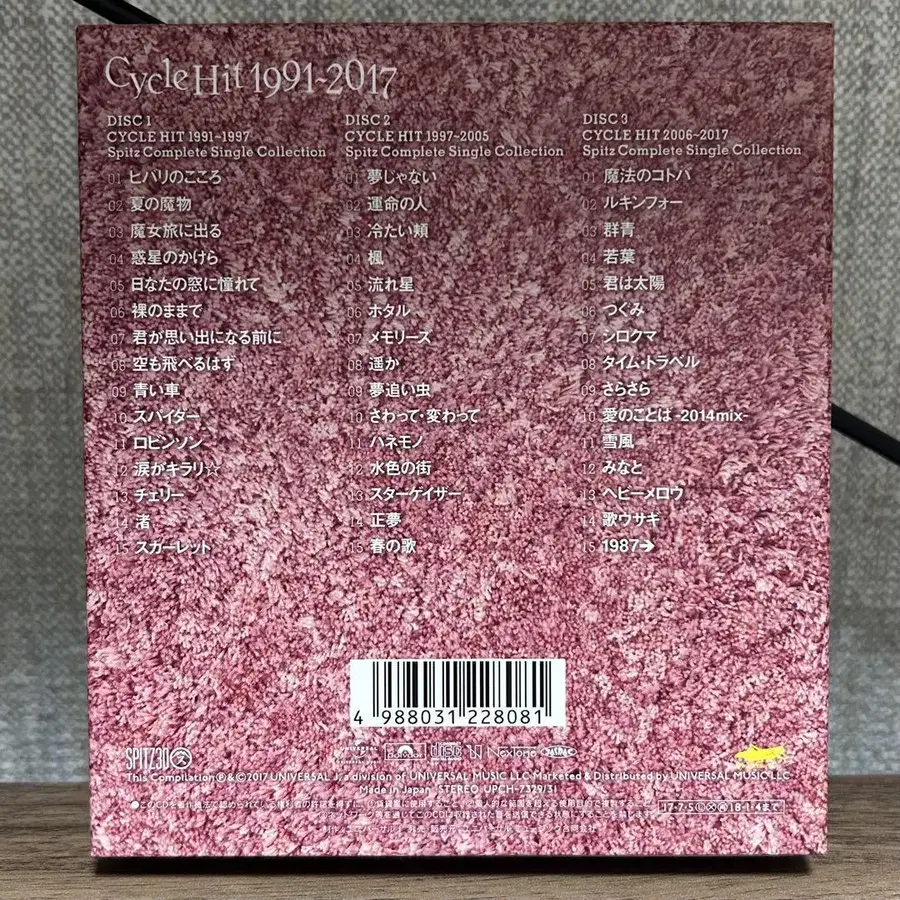 Cycle Hit 1991-2017
DISC 1
CYCLE HIT 1991~1997
Spitz Complete Single Collection
01 ヒバリのこころ
02 夏の魔物
03 魔女旅に出る
04 惑星のかけら
05 日なたの窓に憧れて
06 裸のままで
07 君が思い出になる前に
08 空も飛べるはず
09 青い車
10 スパイダー
11 ロビンソン
12 涙がキラリ☆
13 チェリー
14 渚
15 スカーレット
DISC 2
CYCLE HIT 1997~2005
Spitz Complete Single Collection
01 夢じゃない
02 運命の人
03 冷たい頬
04 楓
05 流れ星
06 ホタル
07 メモリーズ
08 遥か
09 夢追い虫
10 さわって・変わって
11 ハネモノ
12 水色の街
13 スターゲイザー
14 正夢
15 春の歌
DISC 3
CYCLE HIT 2006~2017
Spitz Complete Single Collection
01 魔法のコトバ
02 ルキンフォー
03 群青
04 若葉
05 君は太陽
06 つぐみ
07 シロクマ
08 タイム・トラベル
09 さらさら
10 愛のことば -2014mix-
11 雪風
12 みなと
13 ヘビーメロウ
14 歌ウサギ
15 1987→
4 988031 228081
SPITZ30
UNIVERSAL
disc
NexTone
This Compilation ℗&©2017 UNIVERSAL J, a division of UNIVERSAL MUSIC LLC Marketed & Distributed by UNIVERSAL MUSIC LLC
Made in Japan STEREO UPCH-7329/31
17・7・5 18・1・4まで